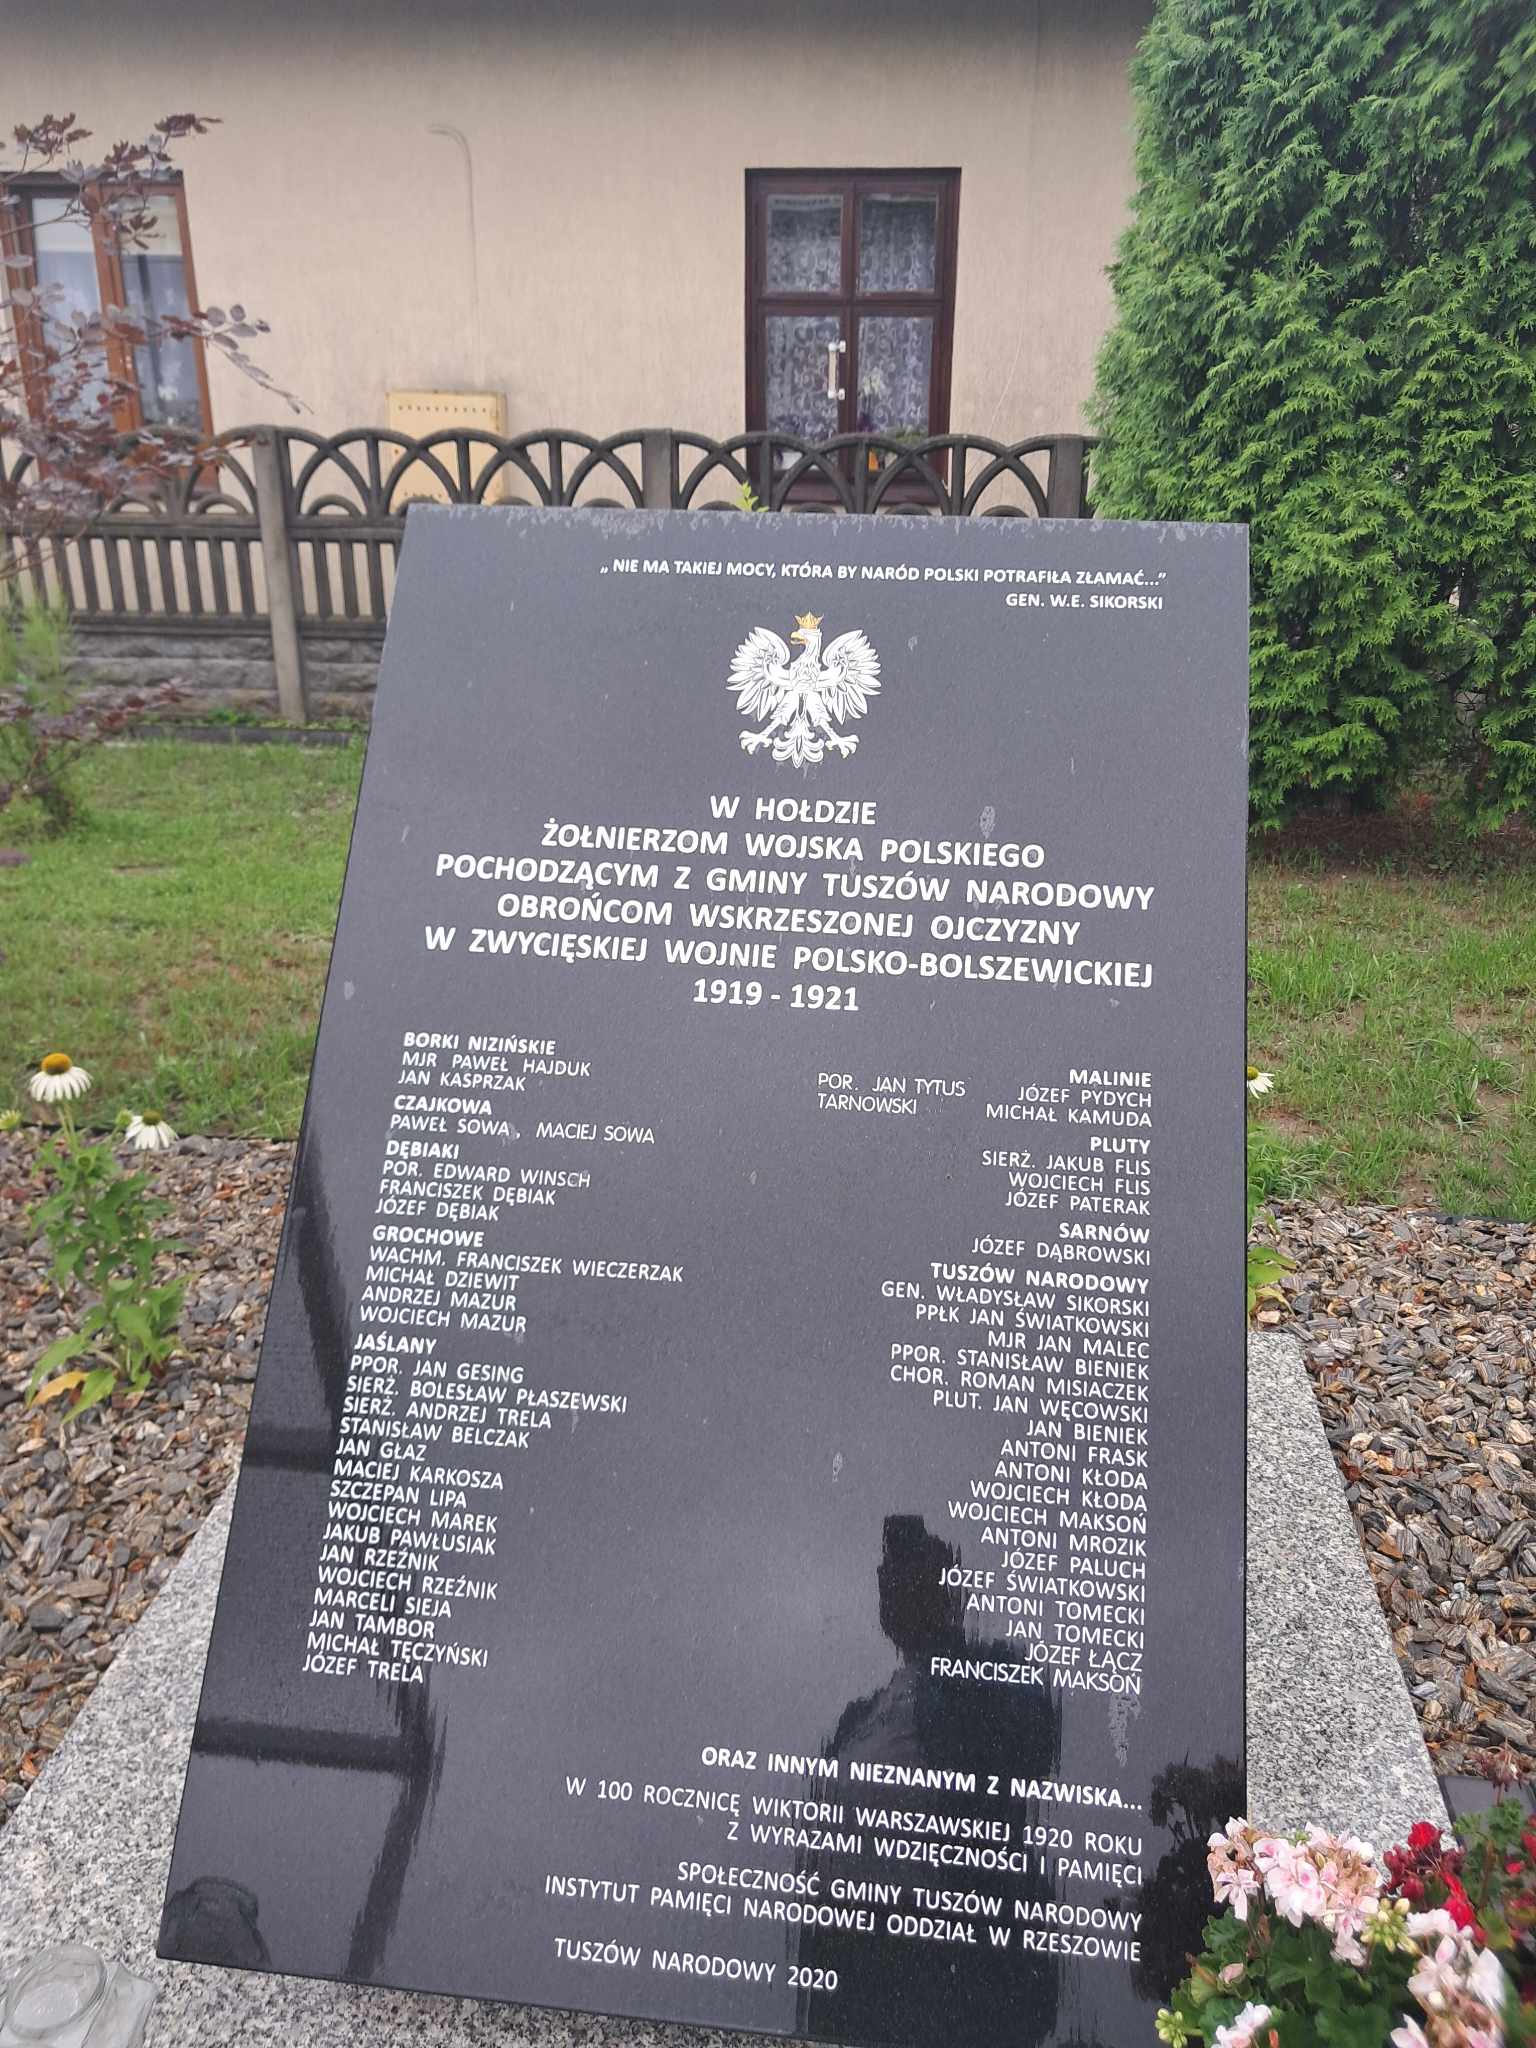 „ NIE MA TAKIEJ MOCY, KTÓRA BY NARÓD POLSKI POTRAFIŁA ZŁAMAĆ..."
GEN. W.E. SIKORSKI
W HOŁDZIE
ŻOŁNIERZOM WOJSKA POLSKIEGO
POCHODZĄCYM Z GMINY TUSZÓW NARODOWY
OBROŃCOM WSKRZESZONEJ OJCZYZNY
W ZWYCIĘSKIEJ WOJNIE POLSKO-BOLSZEWICKIEJ
1919 - 1921
BORKI NIZIŃSKIE
MJR PAWEŁ HAJDUK
JAN KASPRZAK
CZAJKOWA
PAWEŁ SOWA, MACIEJ SOWA
DĘBIAKI
POR. EDWARD WINSCH
FRANCISZEK DĘBIAK
JÓZEF DĘBIAK
GROCHOWE
WACHM. FRANCISZEK WIECZERZAK
MICHAŁ DZIEWIT
ANDRZEJ MAZUR
WOJCIECH MAZUR
JAŚLANY
PPOR. JAN GESING
SIERŻ. BOLESŁAW PŁASZEWSKI
SIERŻ. ANDRZEJ TRELA
STANISŁAW BELCZAK
JAN GŁAZ
MACIEJ KARKOSZA
SZCZEPAN LIPA
WOJCIECH MAREK
JAKUB PAWŁUSIAK
JAN RZEŹNIK
WOJCIECH RZEŹNIK
MARCELI SIEJA
JAN TAMBOR
MICHAŁ TĘCZYŃSKI
JÓZEF TRELA
POR. JAN TYTUS
TARNOWSKI
MALINIE
JÓZEF PYDYCH
MICHAŁ KAMUDA
PLUTY
SIERŻ. JAKUB FLIS
WOJCIECH FLIS
JÓZEF PATERAK
SARNÓW
JÓZEF DĄBROWSKI
TUSZÓW NARODOWY
GEN. WŁADYSŁAW SIKORSKI
PPŁK JAN ŚWIATKOWSKI
MJR JAN MALEC
PPOR. STANISŁAW BIENIEK
CHOR. ROMAN MISIACZEK
PLUT. JAN WĘCOWSKI
JAN BIENIEK
ANTONI FRASK
ANTONI KŁODA
WOJCIECH KŁODA
WOJCIECH MAKSOŃ
ANTONI MROZIK
JÓZEF PALUCH
JÓZEF ŚWIATKOWSKI
ANTONI TOMECKI
JAN TOMECKI
JÓZEF ŁĄCZ
FRANCISZEK MAKSOŃ
ORAZ INNYM NIEZNANYM Z NAZWISKA...
W 100 ROCZNICĘ WIKTORII WARSZAWSKIEJ 1920 ROKU
Z WYRAZAMI WDZIĘCZNOŚCI I PAMIĘCI
SPOŁECZNOŚĆ GMINY TUSZÓW NARODOWY
INSTYTUT PAMIĘCI NARODOWEJ ODDZIAŁ W RZESZOWIE
TUSZÓW NARODOWY 2020